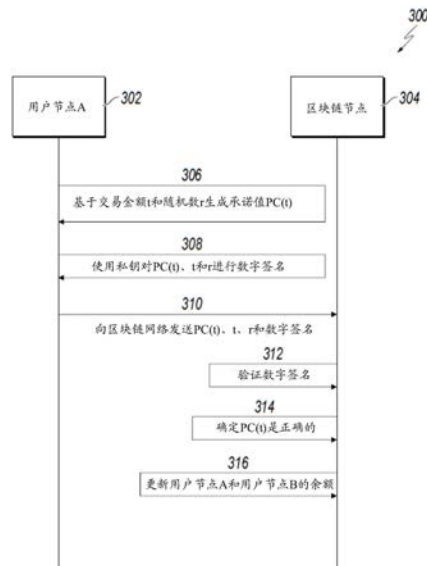 300
用户节点A
302
区块链节点
304
306
基于交易金额t和随机数r生成承诺值PC(t)
308
使用私钥对PC(t)、t和r进行数字签名
310
向区块链网络发送PC(t)、t、r和数字签名
312
验证数字签名
314
确定PC(t)是正确的
316
更新用户节点A和用户节点B的余额